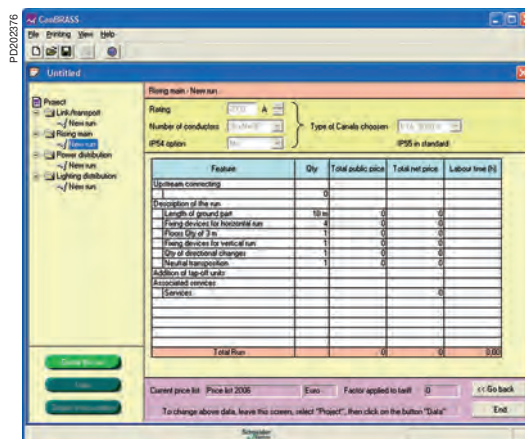 PD202376
CanBRASS
File Printing View Help
Untitled
Project
Link/transport
New run
Rising main
New run
Power distribution
New run
Lighting distribution
New run
Rising main - New run
Rating A
Number of conductors
Type of Canalis choosen
IP54 option
IP55 in standard
Feature Qty Total public price Total net price Labour time (h)
Upstream connecting
0
Description of the run
Length of ground part 10 m 0 0
Fixing devices for horizontal run 4 0 0
Floors Qty of 3 m 1 0 0
Fixing devices for vertical run 1 0 0
Qty of directional changes 1 0 0
Neutral transposition 1 0 0
Addition of tap-off units
Associated services
Services 0
Total Run 0 0 0,00
Current price list Price list 2006 Euro Factor applied to tariff 0 << Go back
To change above data, leave this screen, select "Project", then click on the button "Data" End
Schneider